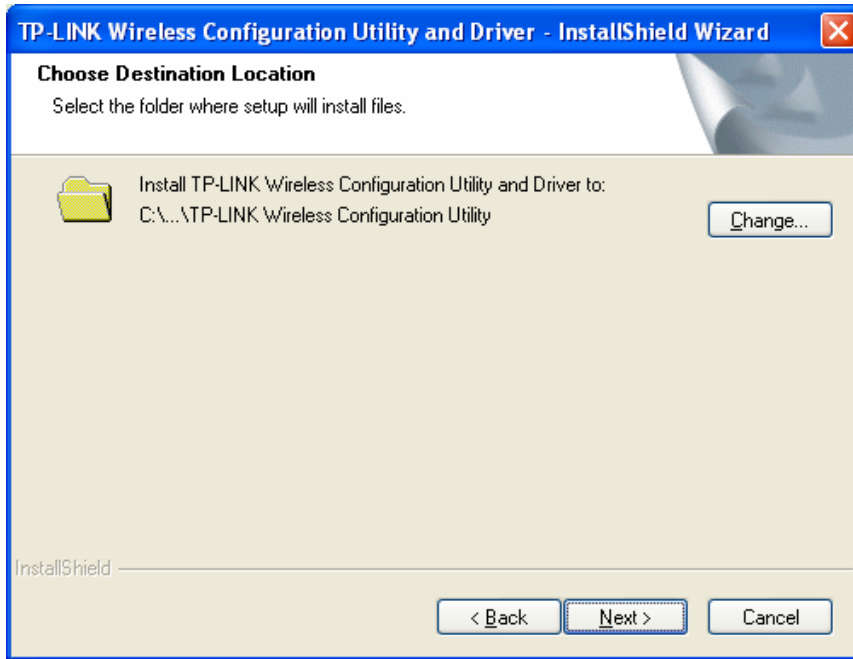 TP-LINK Wireless Configuration Utility and Driver - InstallShield Wizard
Choose Destination Location
Select the folder where setup will install files.
Install TP-LINK Wireless Configuration Utility and Driver to:
C:\...\TP-LINK Wireless Configuration Utility
Change...
InstallShield
< Back
Next >
Cancel